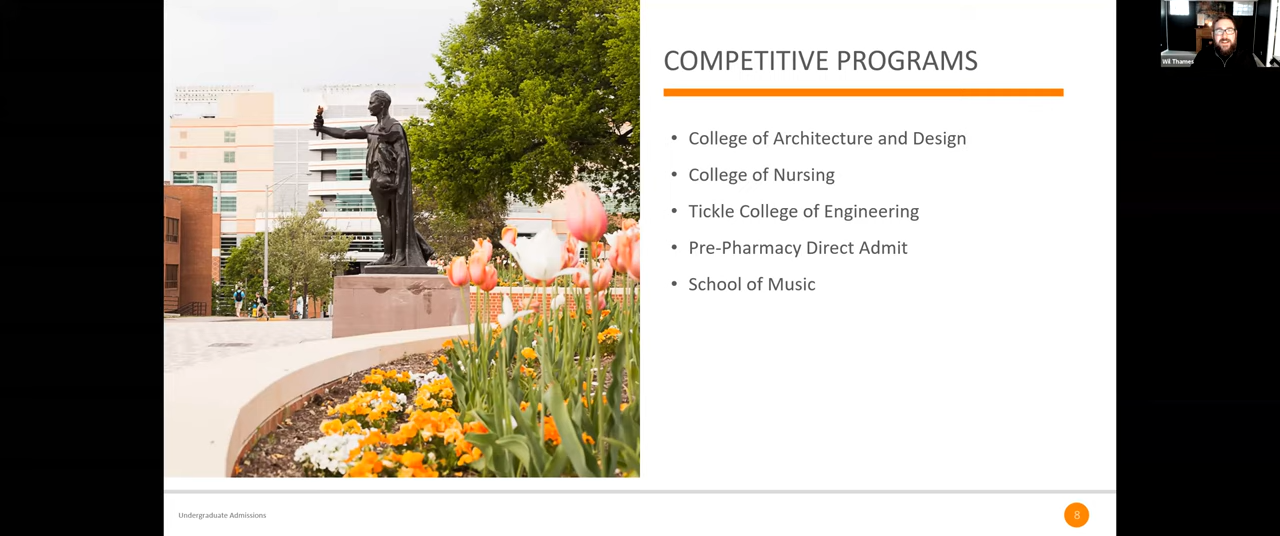 COMPETITIVE PROGRAMS
• College of Architecture and Design
• College of Nursing
• Tickle College of Engineering
• Pre-Pharmacy Direct Admit
• School of Music
Undergraduate Admissions
8
Wil Thames